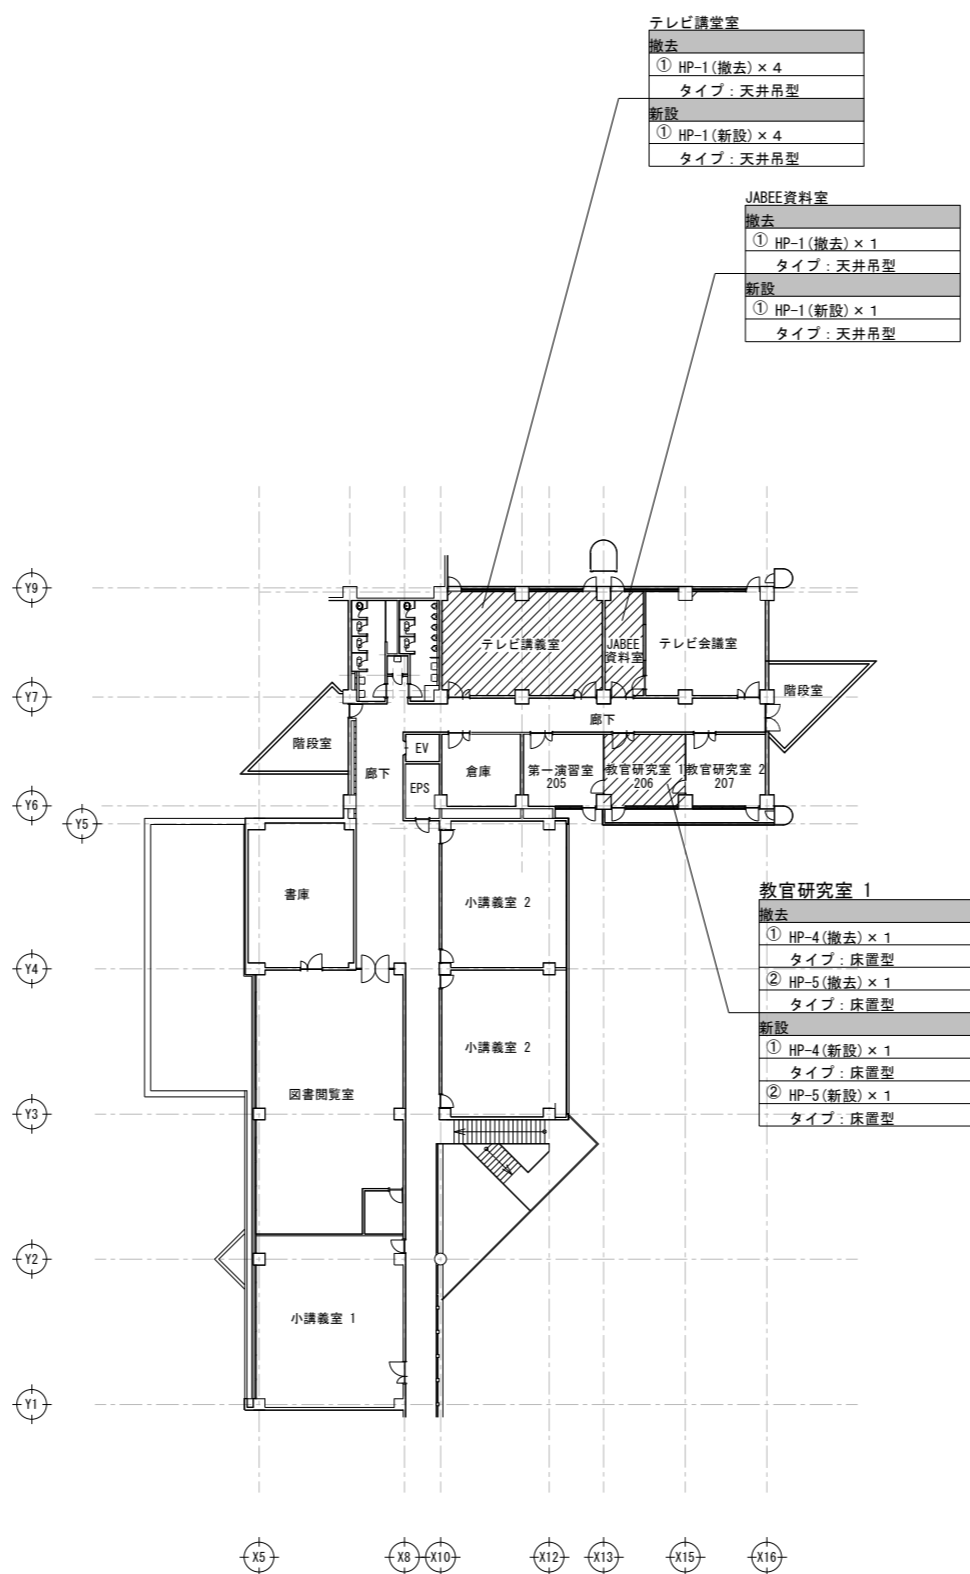 テレビ講堂室
撤去
① HP-1(撤去)×4
タイプ：天井吊型
新設
① HP-1(新設)×4
タイプ：天井吊型
JABEE資料室
撤去
① HP-1(撤去)×1
タイプ：天井吊型
新設
① HP-1(新設)×1
タイプ：天井吊型
Y9
テレビ講義室
JABEE
資料室
テレビ会議室
Y7
階段室
廊下
階段室
廊下
EV
EPS
倉庫
第一演習室
205
教官研究室 1
206
教官研究室 2
207
Y6
Y5
書庫
小講義室 2
教官研究室 1
撤去
① HP-4(撤去)×1
タイプ：床置型
② HP-5(撤去)×1
タイプ：床置型
新設
① HP-4(新設)×1
タイプ：床置型
② HP-5(新設)×1
タイプ：床置型
Y4
小講義室 2
図書閲覧室
Y3
Y2
小講義室 1
Y1
X5
X8
X10
X12
X13
X15
X16